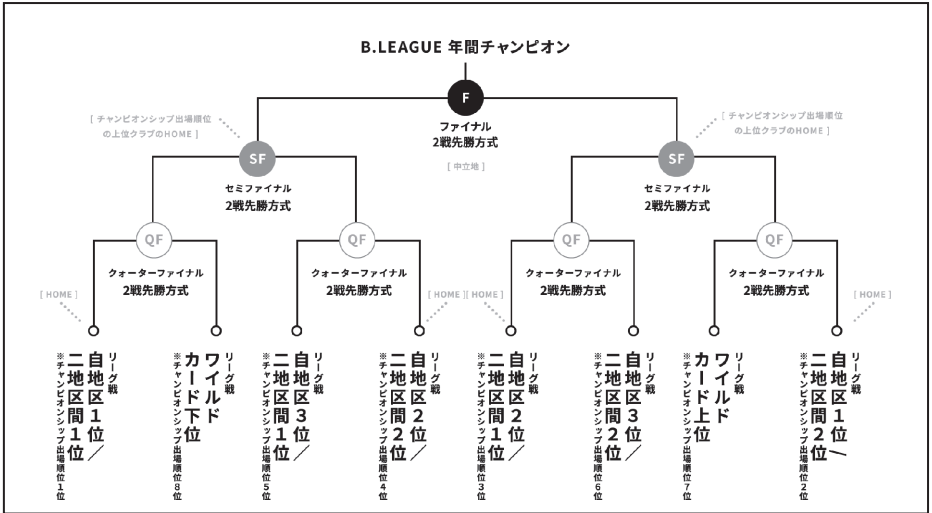 B.LEAGUE 年間チャンピオン
F
ファイナル
2戦先勝方式
[ 中立地 ]
[ チャンピオンシップ出場順位
の上位クラブのHOME ]
SF
セミファイナル
2戦先勝方式
[ チャンピオンシップ出場順位
の上位クラブのHOME ]
SF
セミファイナル
2戦先勝方式
QF
クォーターファイナル
2戦先勝方式
QF
クォーターファイナル
2戦先勝方式
QF
クォーターファイナル
2戦先勝方式
QF
クォーターファイナル
2戦先勝方式
[ HOME ]
[ HOME ]
[ HOME ]
[ HOME ]
リーグ戦
自地区1位／
二地区間1位
※チャンピオンシップ出場順位1位
リーグ戦
ワイルド
カード下位
※チャンピオンシップ出場順位8位
リーグ戦
自地区3位／
二地区間1位
※チャンピオンシップ出場順位5位
リーグ戦
自地区2位／
二地区間2位
※チャンピオンシップ出場順位4位
リーグ戦
自地区2位／
二地区間1位
※チャンピオンシップ出場順位3位
リーグ戦
自地区3位／
二地区間2位
※チャンピオンシップ出場順位6位
リーグ戦
ワイルド
カード上位
※チャンピオンシップ出場順位7位
リーグ戦
自地区1位／
二地区間2位
※チャンピオンシップ出場順位2位